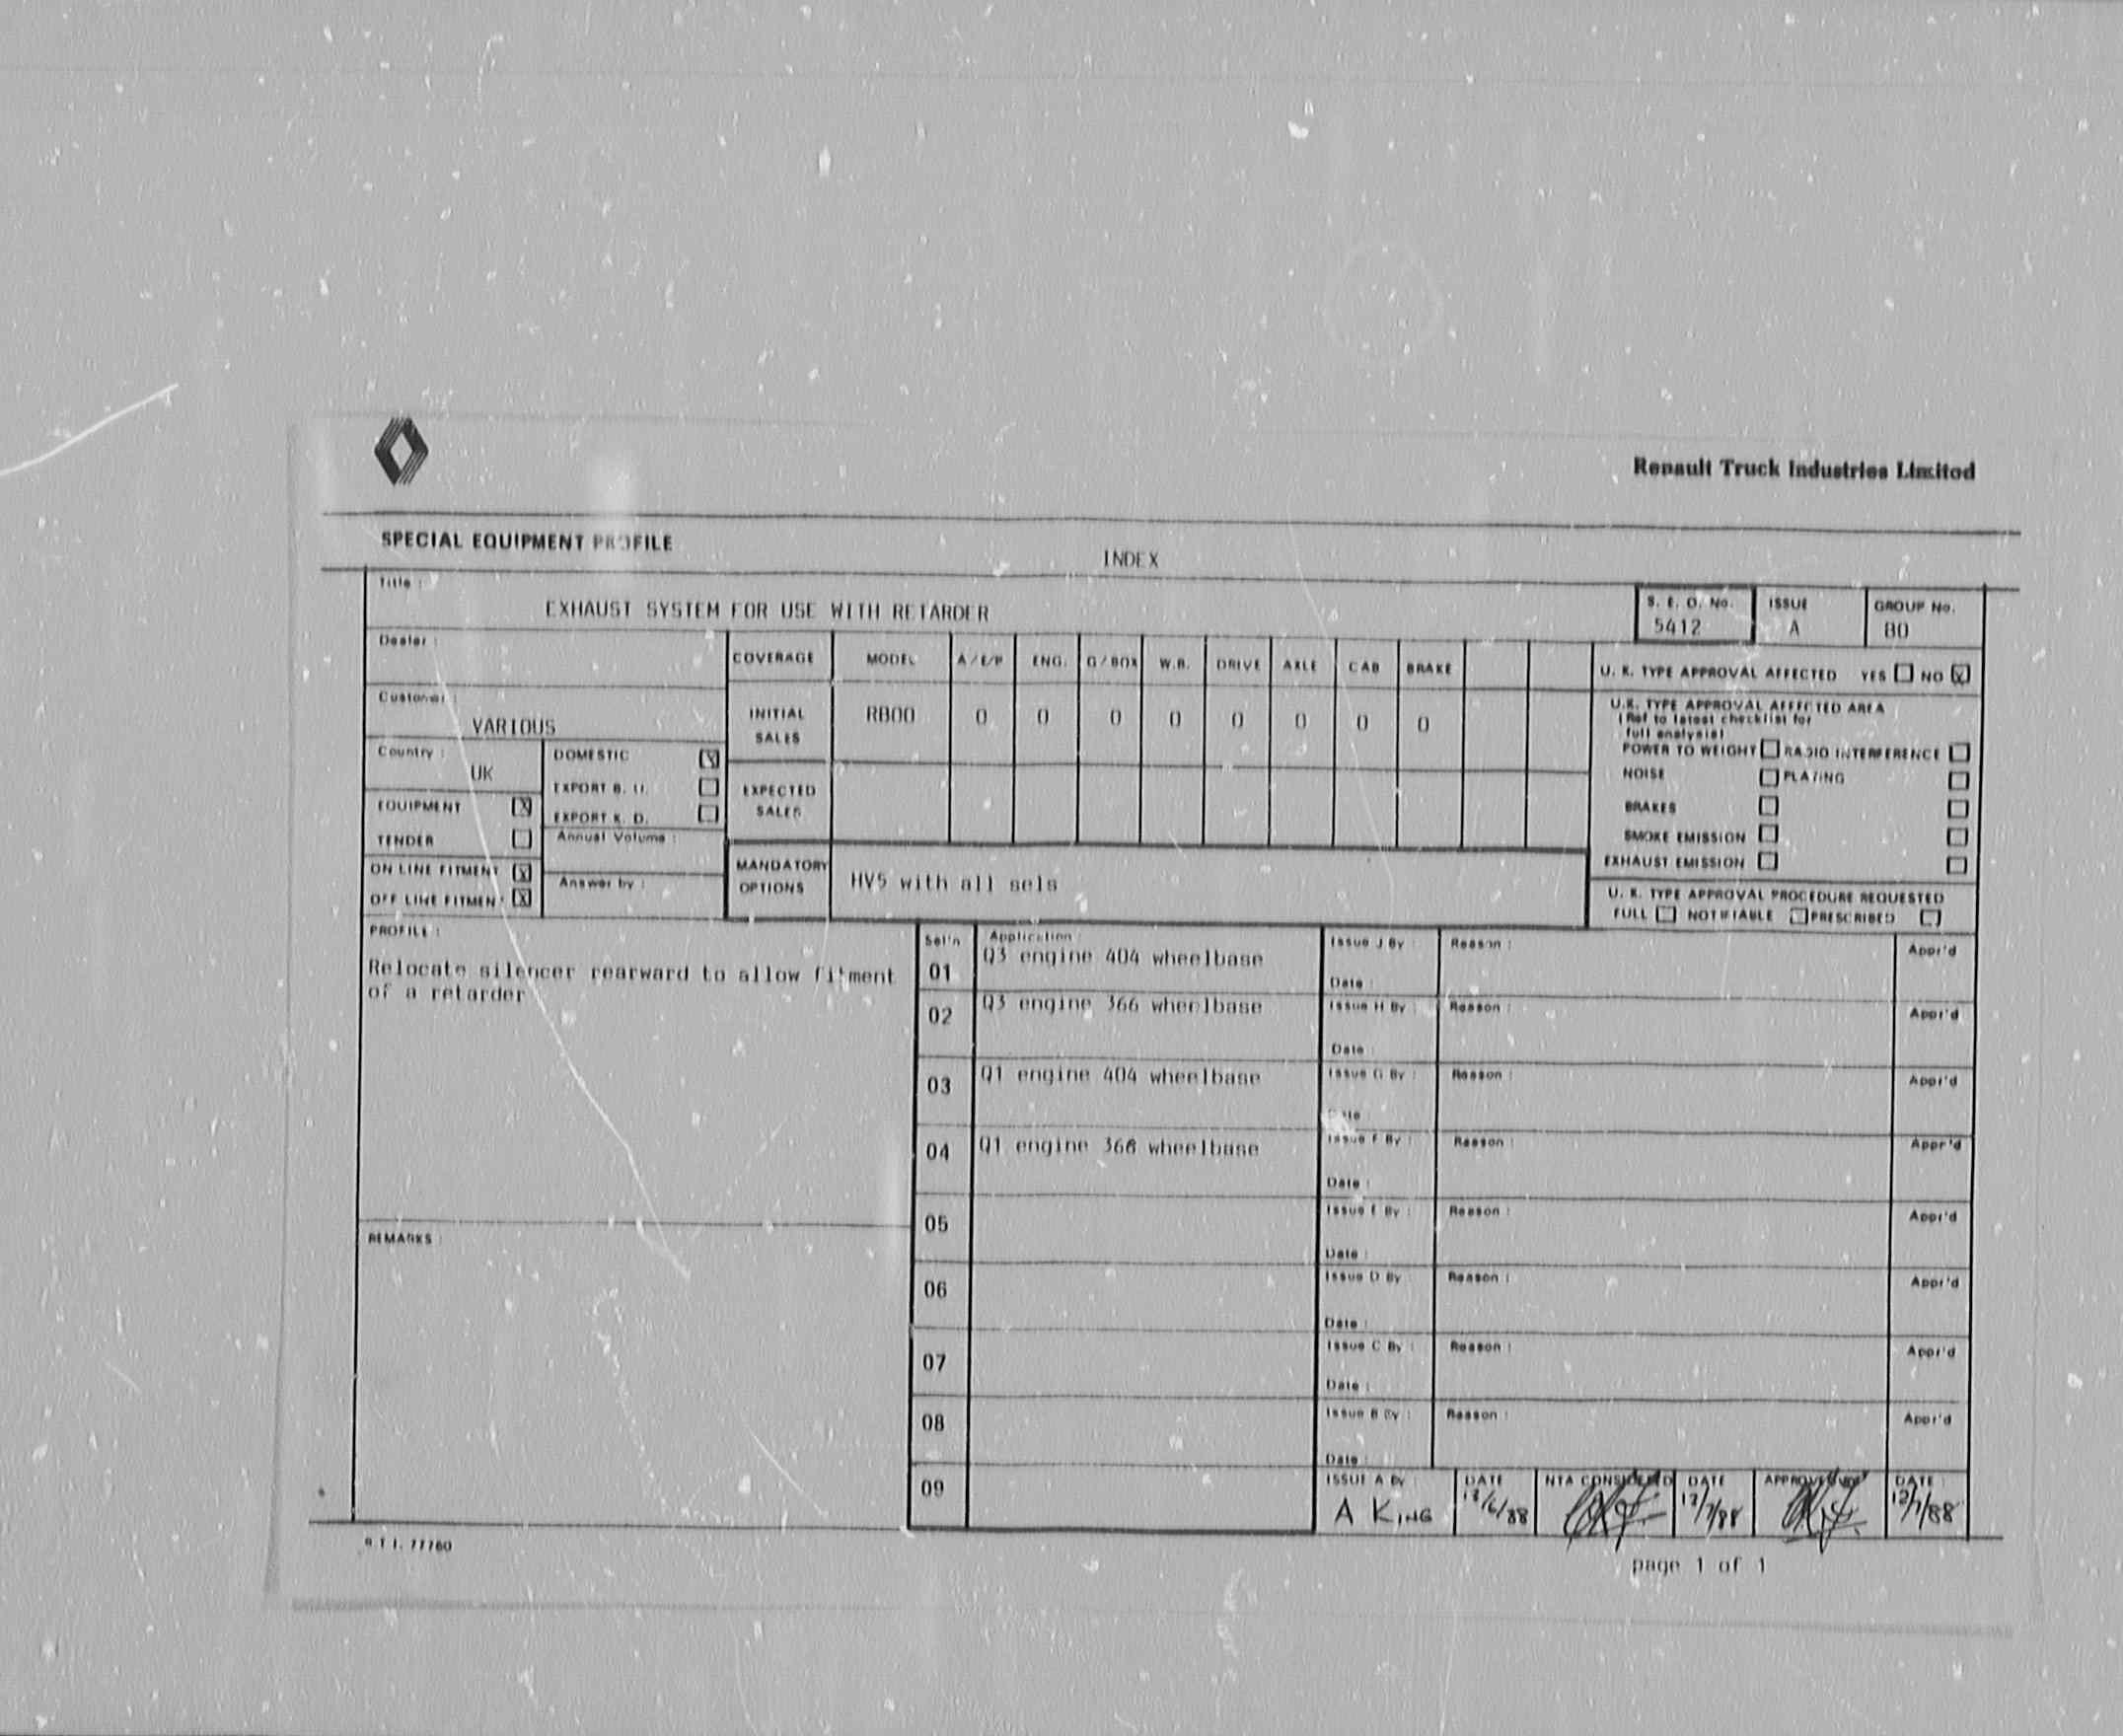 Renault Truck Industries Limited
SPECIAL EQUIPMENT PROFILE
INDEX
Title :
EXHAUST SYSTEM FOR USE WITH RETARDER
S. E. O. No.
5412
ISSUE
A
GROUP No.
80
Dealer :
Customer :
VARIOUS
Country :
UK
DOMESTIC X
EXPORT B. U.
EXPORT K. D.
EQUIPMENT X
TENDER
Annual Volume :
ON LINE FITMENT X
OFF LINE FITMENT X
Answer by :
COVERAGE MODEL A/E/P ENG. G/BOX W.B. DRIVE AXLE CAB BRAKE
INITIAL SALES R800 0 0 0 0 0 0 0 0
EXPECTED SALES
MANDATORY OPTIONS HV5 with all sels
U. K. TYPE APPROVAL AFFECTED YES NO X
U.K. TYPE APPROVAL AFFECTED AREA
(Ref to latest checklist for
full analysis)
POWER TO WEIGHT RADIO INTERFERENCE
NOISE PLATING
BRAKES
SMOKE EMISSION
EXHAUST EMISSION
U. K. TYPE APPROVAL PROCEDURE REQUESTED
FULL NOTIFIABLE PRESCRIBED
PROFILE :
Relocate silencer rearward to allow fitment
of a retarder
REMARKS :
Sel'n Application
01 Q3 engine 404 wheelbase
02 Q3 engine 366 wheelbase
03 Q1 engine 404 wheelbase
04 Q1 engine 366 wheelbase
05
06
07
08
09
Issue J By : Reason : Appr'd
Date :
Issue H By : Reason : Appr'd
Date :
Issue G By : Reason : Appr'd
Date :
Issue F By : Reason : Appr'd
Date :
Issue E By : Reason : Appr'd
Date :
Issue D By Reason : Appr'd
Date :
Issue C By : Reason : Appr'd
Date :
Issue B By : Reason : Appr'd
Date :
ISSUE A By : DATE NTA CONSIDERED DATE APPROVED DATE
A KING 12/7/88 12/7/88
R.T.I. 77760
page 1 of 1